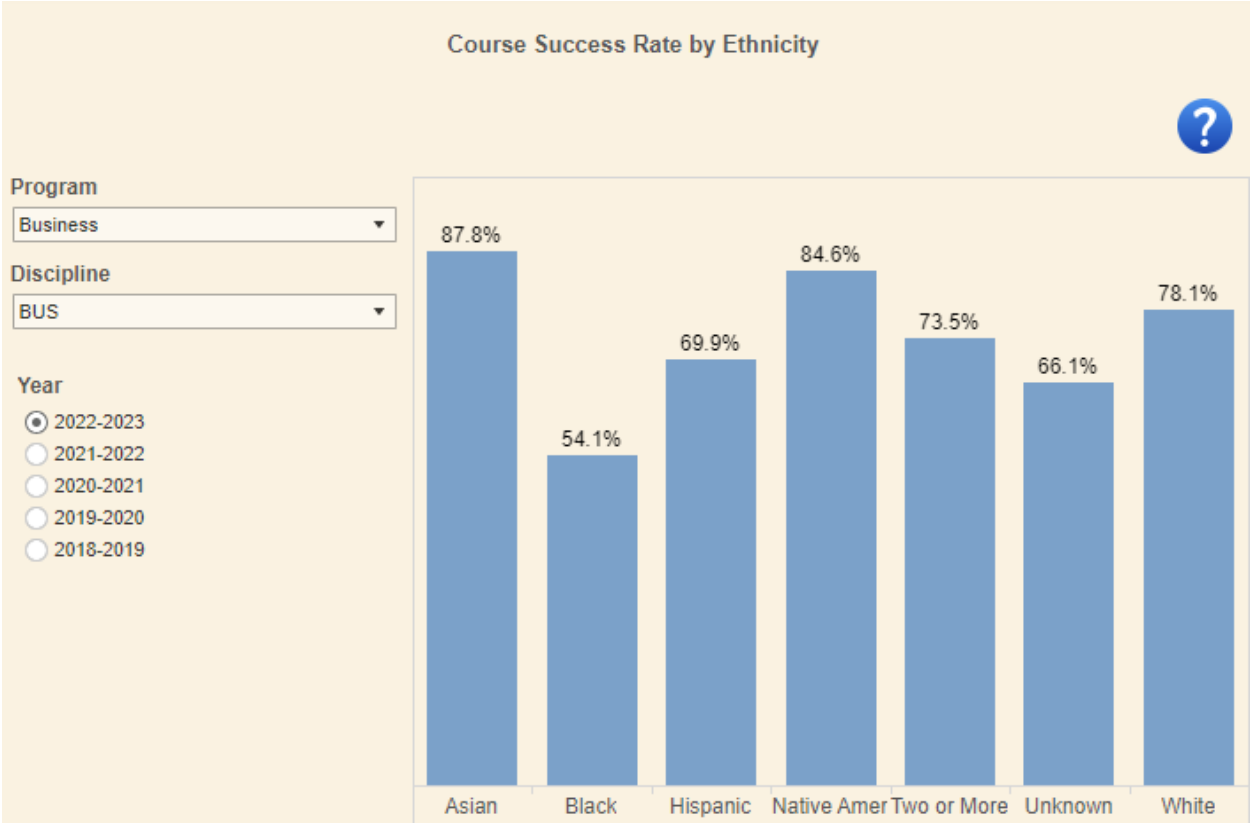 Course Success Rate by Ethnicity
?
Program
Business
Discipline
BUS
Year
2022-2023
2021-2022
2020-2021
2019-2020
2018-2019
87.8%
54.1%
69.9%
84.6%
73.5%
66.1%
78.1%
Asian Black Hispanic Native Amer Two or More Unknown White